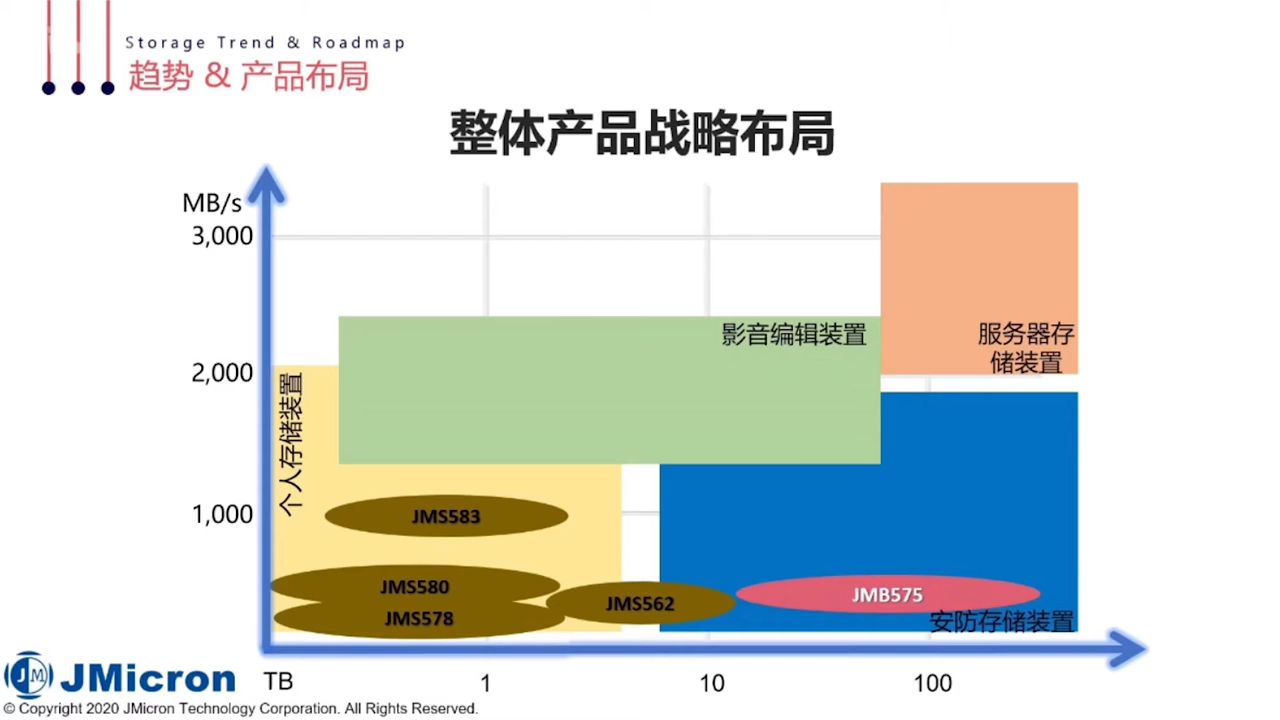 Storage Trend & Roadmap
趋势 & 产品布局
整体产品战略布局
MB/s
3,000
2,000
1,000
影音编辑装置
服务器存
储装置
个人存储装置
JMS583
JMS580
JMS578
JMS562
JMB575
安防存储装置
TB
1
10
100
JM
JMicron
© Copyright 2020 JMicron Technology Corporation. All Rights Reserved.